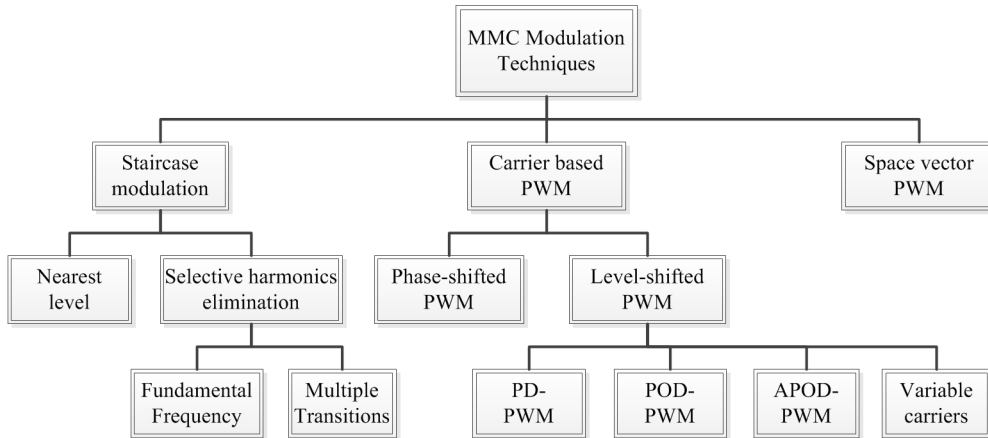 MMC Modulation
Techniques
Staircase
modulation
Carrier based
PWM
Space vector
PWM
Nearest
level
Selective harmonics
elimination
Phase-shifted
PWM
Level-shifted
PWM
Fundamental
Frequency
Multiple
Transitions
PD-
PWM
POD-
PWM
APOD-
PWM
Variable
carriers